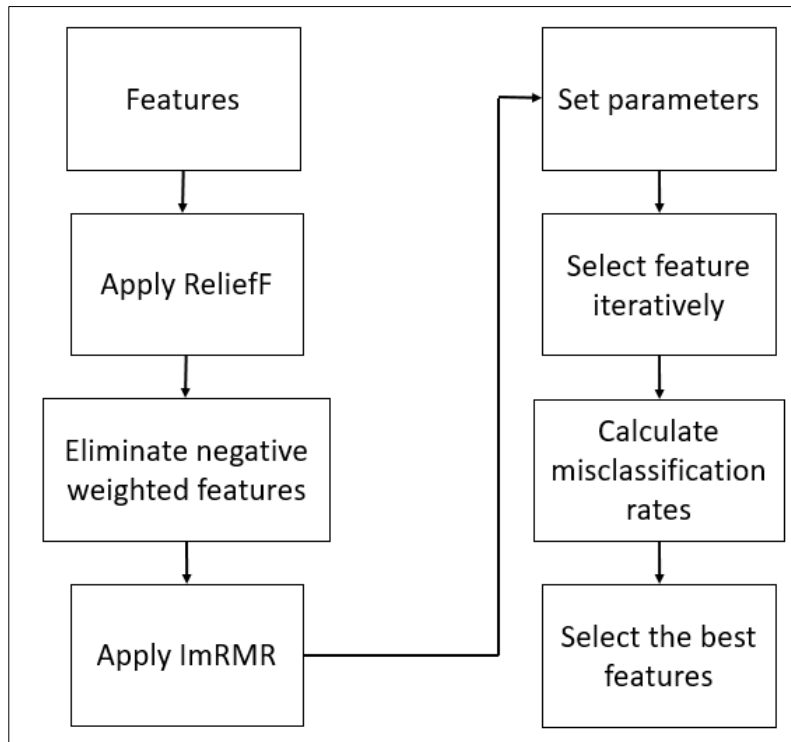 Features
Apply ReliefF
Eliminate negative
weighted features
Apply ImRMR
Set parameters
Select feature
iteratively
Calculate
misclassification
rates
Select the best
features